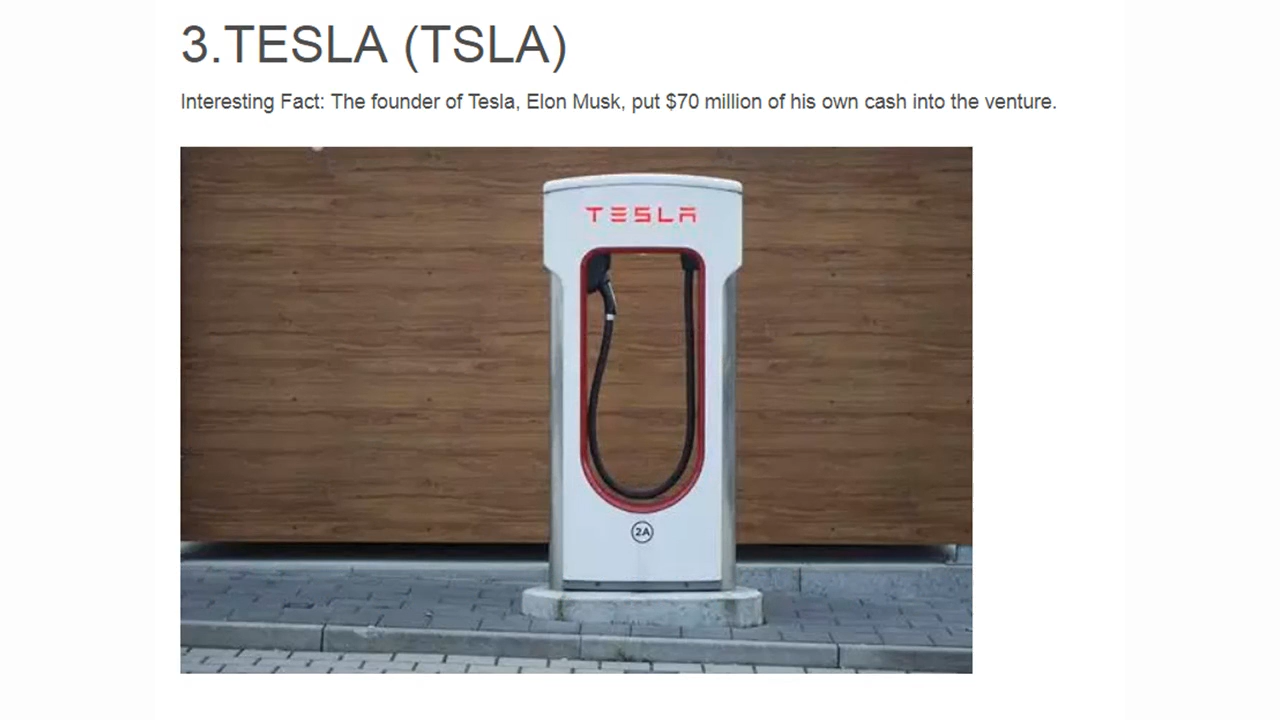 3.TESLA (TSLA)
Interesting Fact: The founder of Tesla, Elon Musk, put $70 million of his own cash into the venture.
TESLA
2A